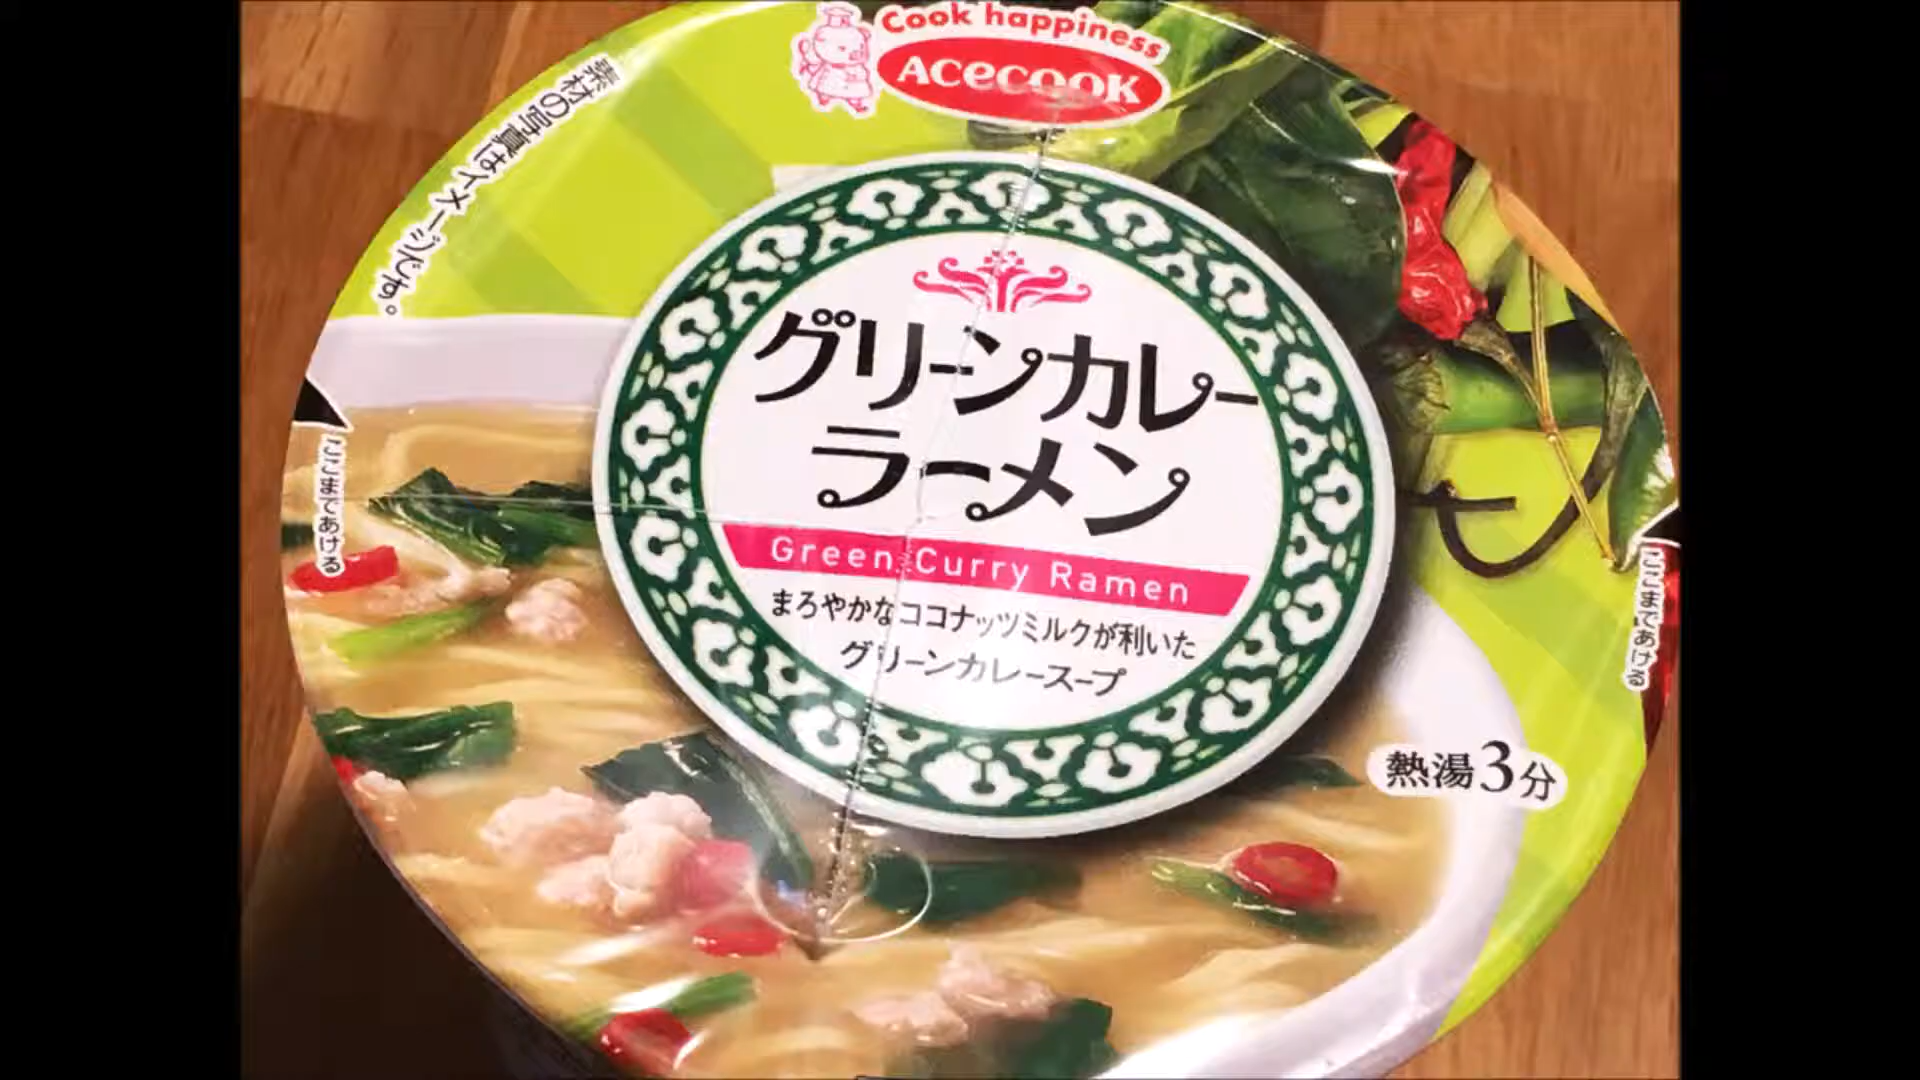 Cook happiness
ACECOOK
素材の写真はイメージです。
グリーンカレー
ラーメン
Green Curry Ramen
まろやかなココナッツミルクが利いた
グリーンカレースープ
ここまであける
ここまであける
熱湯3分